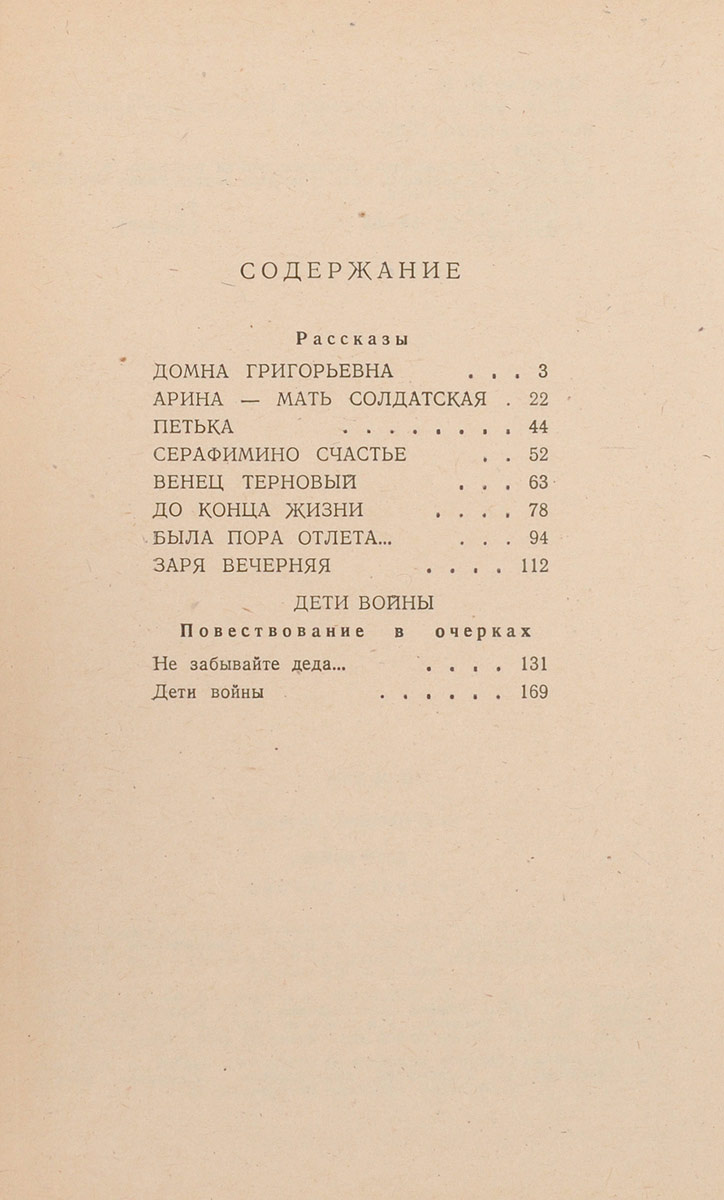 СОДЕРЖАНИЕ
Рассказы
ДОМНА ГРИГОРЬЕВНА . . . 3
АРИНА — МАТЬ СОЛДАТСКАЯ . 22
ПЕТЬКА . . . . . . . . 44
СЕРАФИМИНО СЧАСТЬЕ . . 52
ВЕНЕЦ ТЕРНОВЫЙ . . . 63
ДО КОНЦА ЖИЗНИ . . . . 78
БЫЛА ПОРА ОТЛЕТА... . . . 94
ЗАРЯ ВЕЧЕРНЯЯ . . . . 112
ДЕТИ ВОЙНЫ
Повествование в очерках
Не забывайте деда... . . . . 131
Дети войны . . . . . . 169